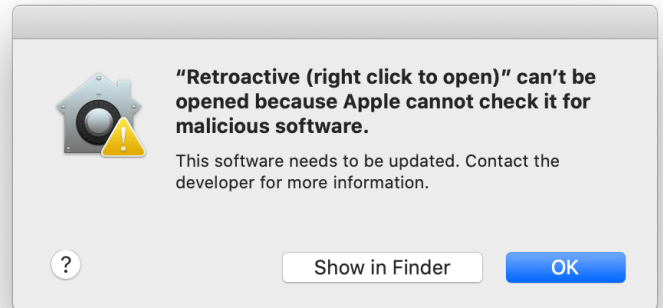 “Retroactive (right click to open)” can’t be
opened because Apple cannot check it for
malicious software.
This software needs to be updated. Contact the
developer for more information.
?
Show in Finder
OK